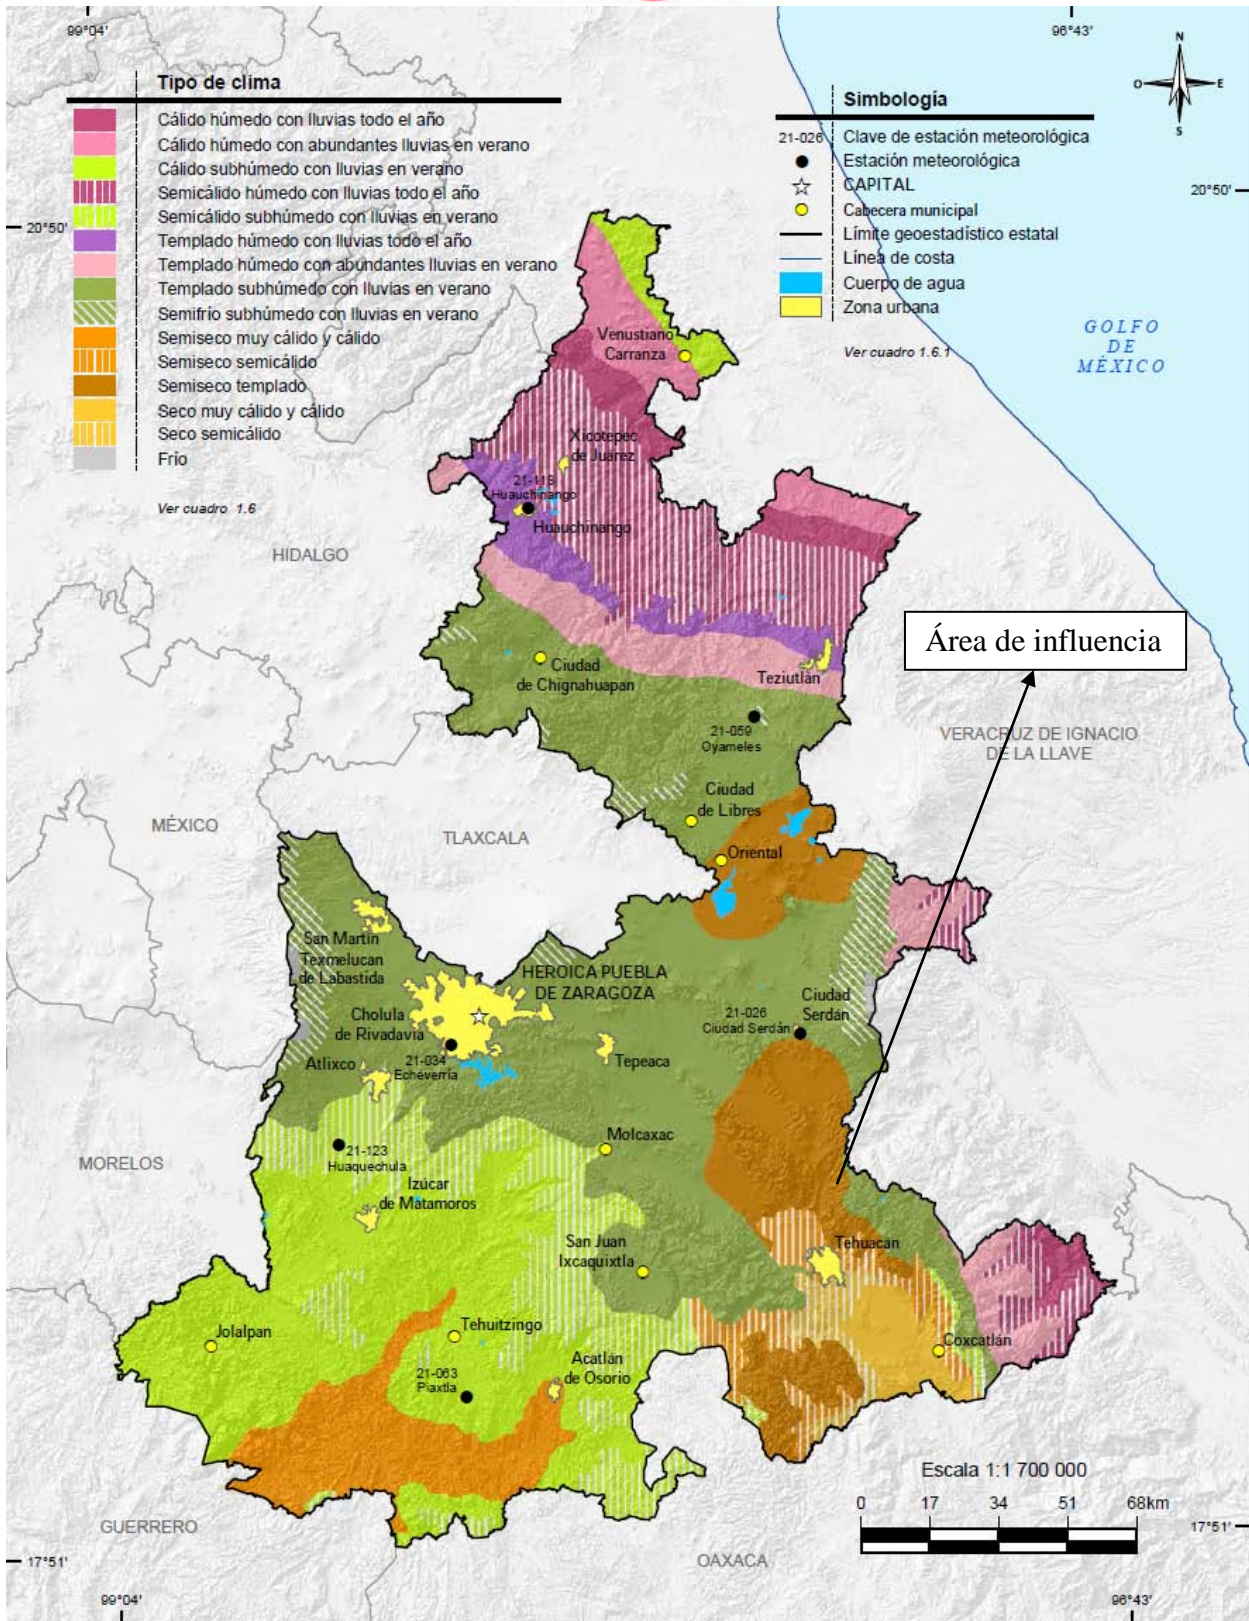 99°04'
96°43'
Tipo de clima
Cálido húmedo con lluvias todo el año
Cálido húmedo con abundantes lluvias en verano
Cálido subhúmedo con lluvias en verano
Semicálido húmedo con lluvias todo el año
Semicálido subhúmedo con lluvias en verano
Templado húmedo con lluvias todo el año
Templado húmedo con abundantes lluvias en verano
Templado subhúmedo con lluvias en verano
Semifrío subhúmedo con lluvias en verano
Semiseco muy cálido y cálido
Semiseco semicálido
Semiseco templado
Seco muy cálido y cálido
Seco semicálido
Frío
Ver cuadro 1.6
Simbología
21-026 Clave de estación meteorológica
Estación meteorológica
CAPITAL
Cabecera municipal
Límite geoestadístico estatal
Línea de costa
Cuerpo de agua
Zona urbana
Ver cuadro 1.6.1
N
O
E
S
20°50'
20°50'
GOLFO
DE
MÉXICO
Venustiano
Carranza
Xicotepec
de Juárez
21-118
Huauchinango
Huauchinango
HIDALGO
Área de influencia
Ciudad
de Chignahuapan
Teziutlán
21-059
Oyameles
VERACRUZ DE IGNACIO
DE LA LLAVE
Ciudad
de Libres
MÉXICO
TLAXCALA
Oriental
San Martín
Texmelucan
de Labastida
HEROICA PUEBLA
DE ZARAGOZA
Cholula
de Rivadavia
21-026
Ciudad Serdán
Ciudad
Serdán
Atlixco
21-034
Echeverría
Tepeaca
Molcaxac
MORELOS
21-123
Huaquechula
Izúcar
de Matamoros
San Juan
Ixcaquixtla
Tehuacán
Jolalpan
Tehuitzingo
Coxcatlán
Acatlán
de Osorio
21-063
Piaxtla
Escala 1:1 700 000
0 17 34 51 68km
GUERRERO
OAXACA
17°51'
17°51'
99°04'
96°43'